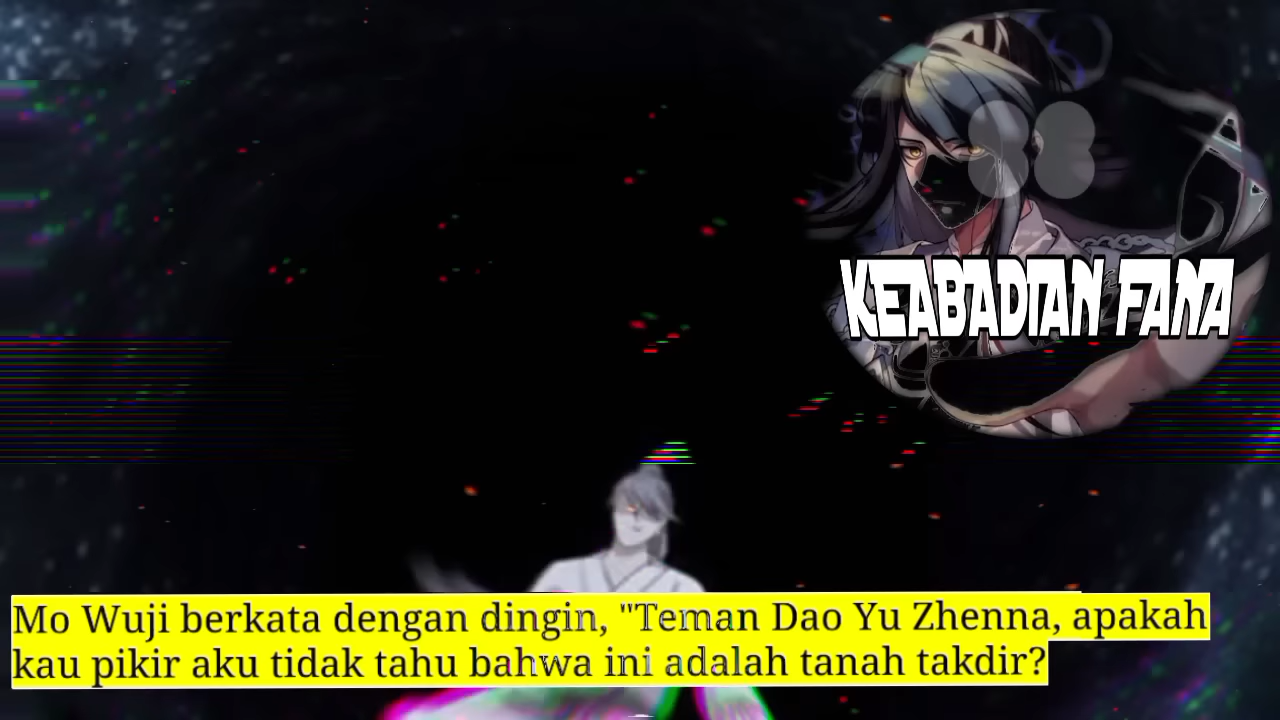 88
KEABADIAN FANA
Mo Wuji berkata dengan dingin, "Teman Dao Yu Zhenna, apakah
kau pikir aku tidak tahu bahwa ini adalah tanah takdir?